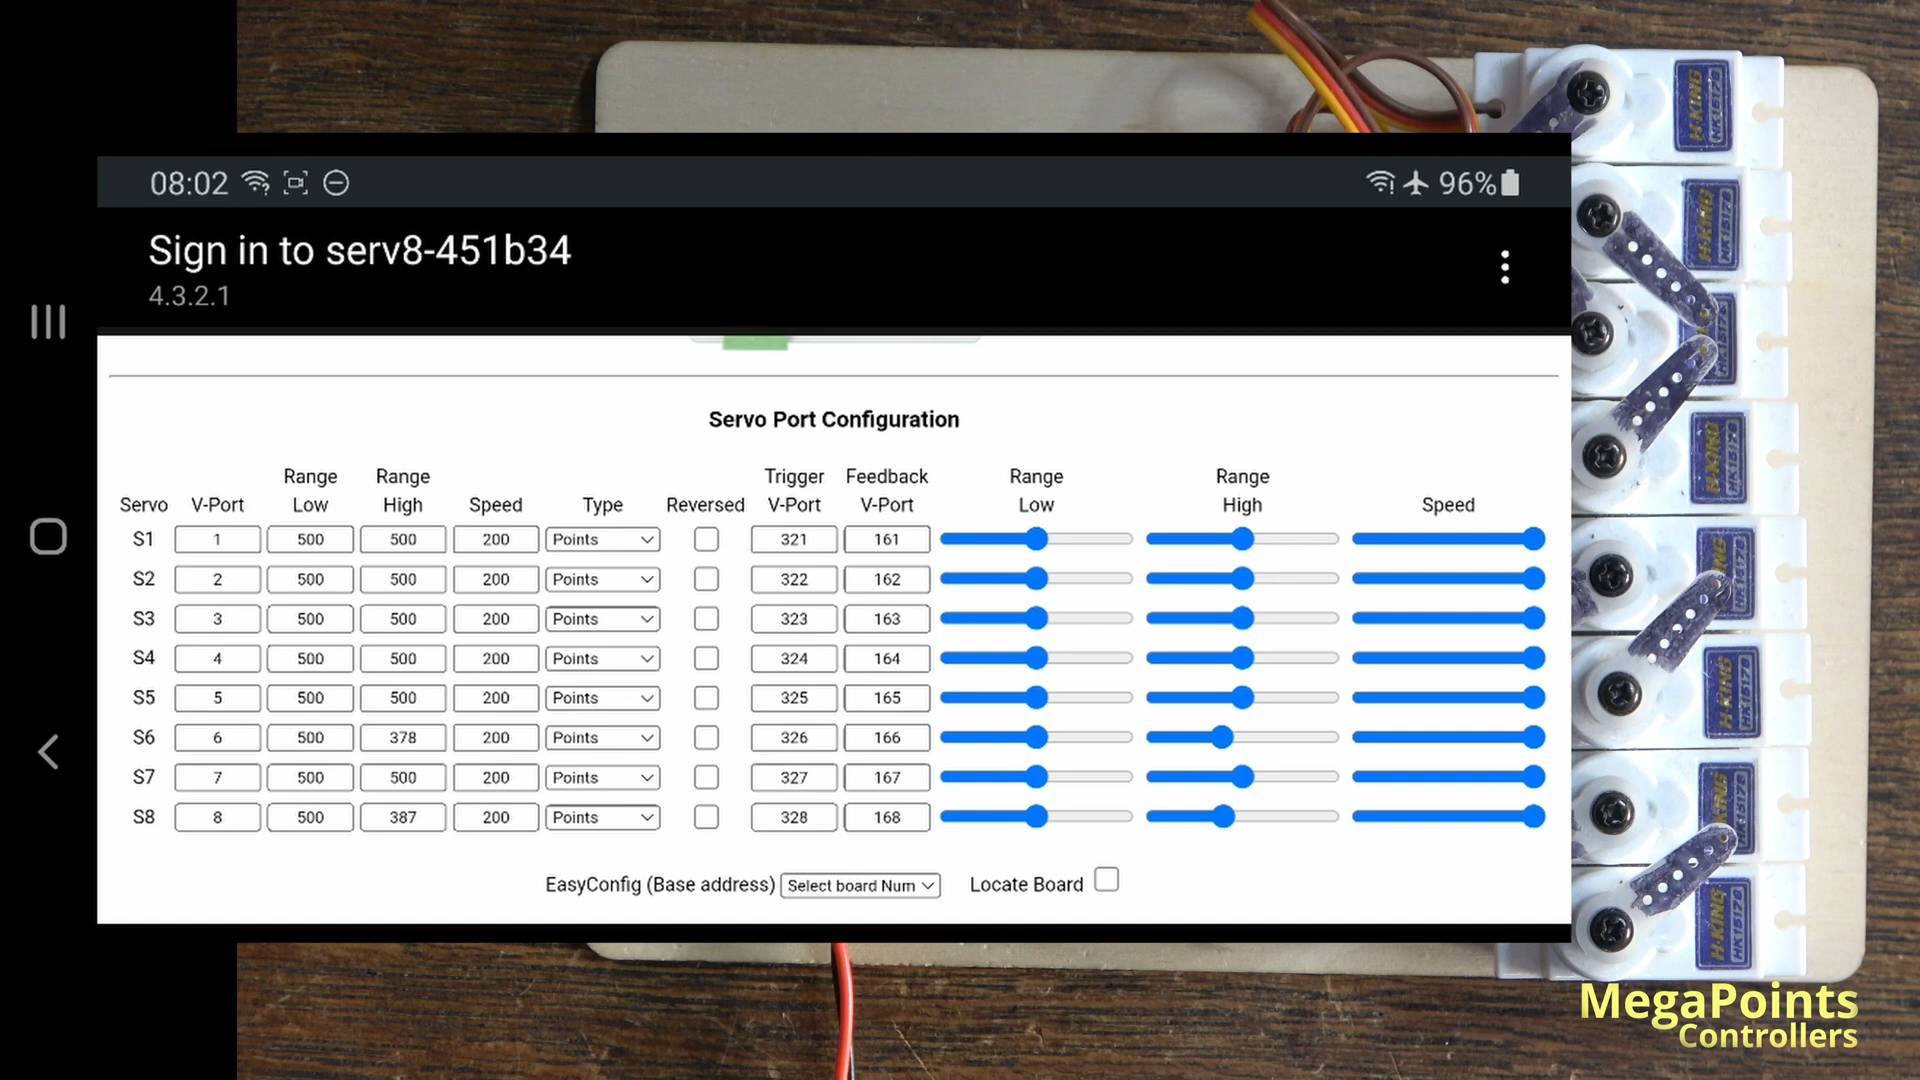 08:02
96%
Sign in to serv8-451b34
4.3.2.1
Servo Port Configuration
Range Range Trigger Feedback Range Range
Servo V-Port Low High Speed Type Reversed V-Port V-Port Low High Speed
S1 1 500 500 200 Points 321 161
S2 2 500 500 200 Points 322 162
S3 3 500 500 200 Points 323 163
S4 4 500 500 200 Points 324 164
S5 5 500 500 200 Points 325 165
S6 6 500 378 200 Points 326 166
S7 7 500 500 200 Points 327 167
S8 8 500 387 200 Points 328 168
EasyConfig (Base address) Select board Num Locate Board
H-KING
H-KING
H-KING
H-KING
H-KING
MegaPoints
Controllers